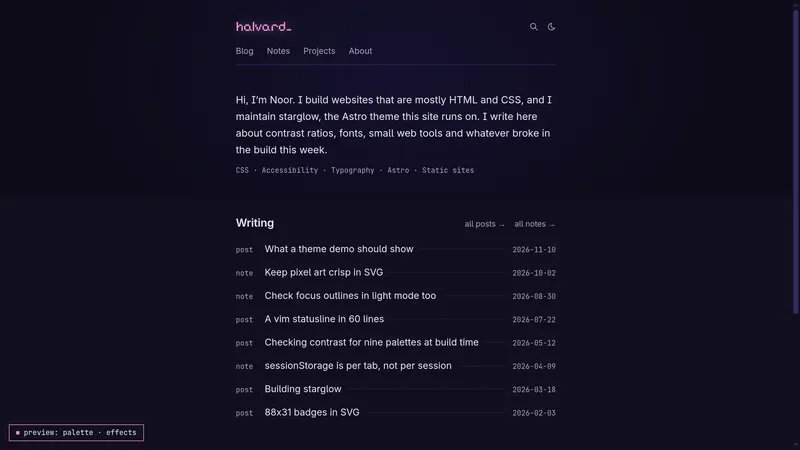 halvard_
Blog Notes Projects About
Hi, I'm Noor. I build websites that are mostly HTML and CSS, and I
maintain starglow, the Astro theme this site runs on. I write here
about contrast ratios, fonts, small web tools and whatever broke in
the build this week.
CSS · Accessibility · Typography · Astro · Static sites
Writing all posts → all notes →
post What a theme demo should show 2026-11-10
note Keep pixel art crisp in SVG 2026-10-02
note Check focus outlines in light mode too 2026-08-30
post A vim statusline in 60 lines 2026-07-22
post Checking contrast for nine palettes at build time 2026-05-12
note sessionStorage is per tab, not per session 2026-04-09
post Building starglow 2026-03-18
post 88x31 badges in SVG 2026-02-03
preview: palette · effects